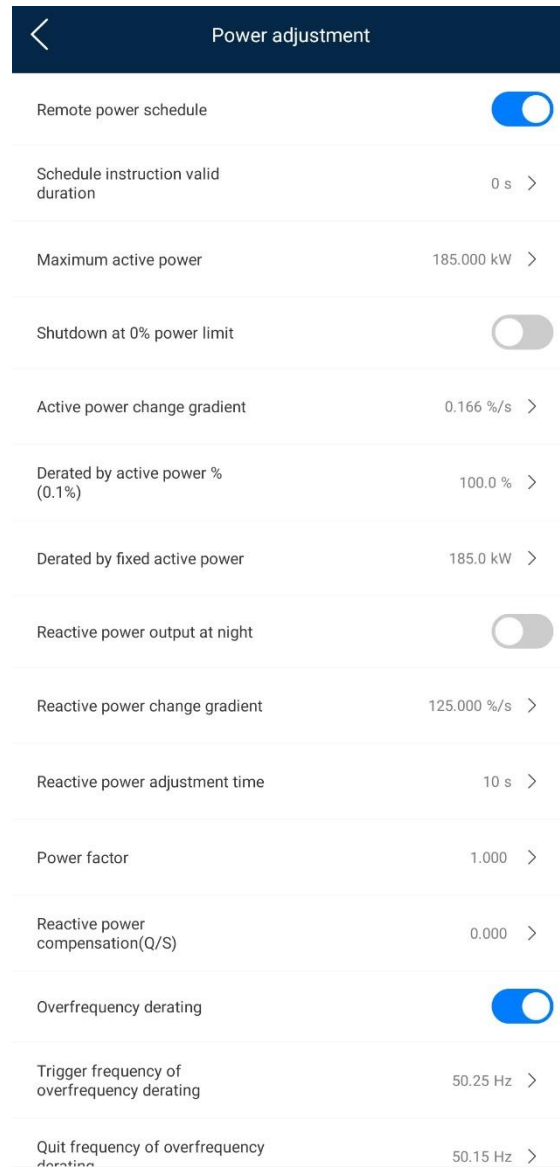 Power adjustment
Remote power schedule
Schedule instruction valid
duration
0 s
Maximum active power
185.000 kW
Shutdown at 0% power limit
Active power change gradient
0.166 %/s
Derated by active power %
(0.1%)
100.0 %
Derated by fixed active power
185.0 kW
Reactive power output at night
Reactive power change gradient
125.000 %/s
Reactive power adjustment time
10 s
Power factor
1.000
Reactive power
compensation(Q/S)
0.000
Overfrequency derating
Trigger frequency of
overfrequency derating
50.25 Hz
Quit frequency of overfrequency
derating
50.15 Hz